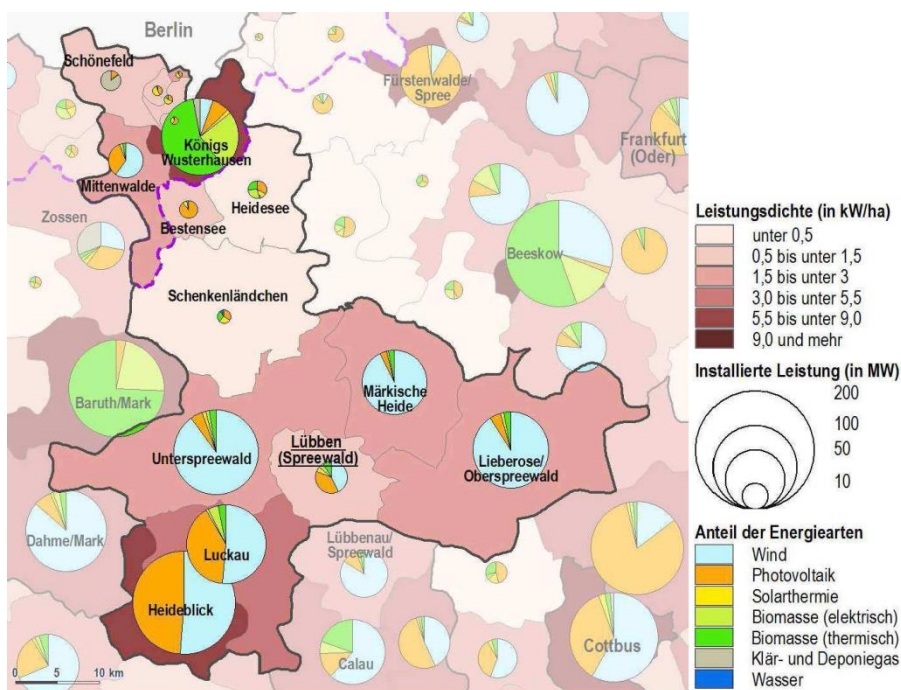 Berlin
Schönefeld
Fürstenwalde/
Spree
Frankfurt
(Oder)
Königs
Wusterhausen
Mittenwalde
Heidesee
Bestensee
Zossen
Beeskow
Schenkenländchen
Baruth/Mark
Märkische
Heide
Unterspreewald
Lübben
(Spreewald)
Lieberose/
Oberspreewald
Dahme/Mark
Luckau
Lübbenau/
Spreewald
Heideblick
Calau
Cottbus
0 5 10 km
Leistungsdichte (in kW/ha)
unter 0,5
0,5 bis unter 1,5
1,5 bis unter 3
3,0 bis unter 5,5
5,5 bis unter 9,0
9,0 und mehr
Installierte Leistung (in MW)
200
100
50
10
Anteil der Energiearten
Wind
Photovoltaik
Solarthermie
Biomasse (elektrisch)
Biomasse (thermisch)
Klär- und Deponiegas
Wasser